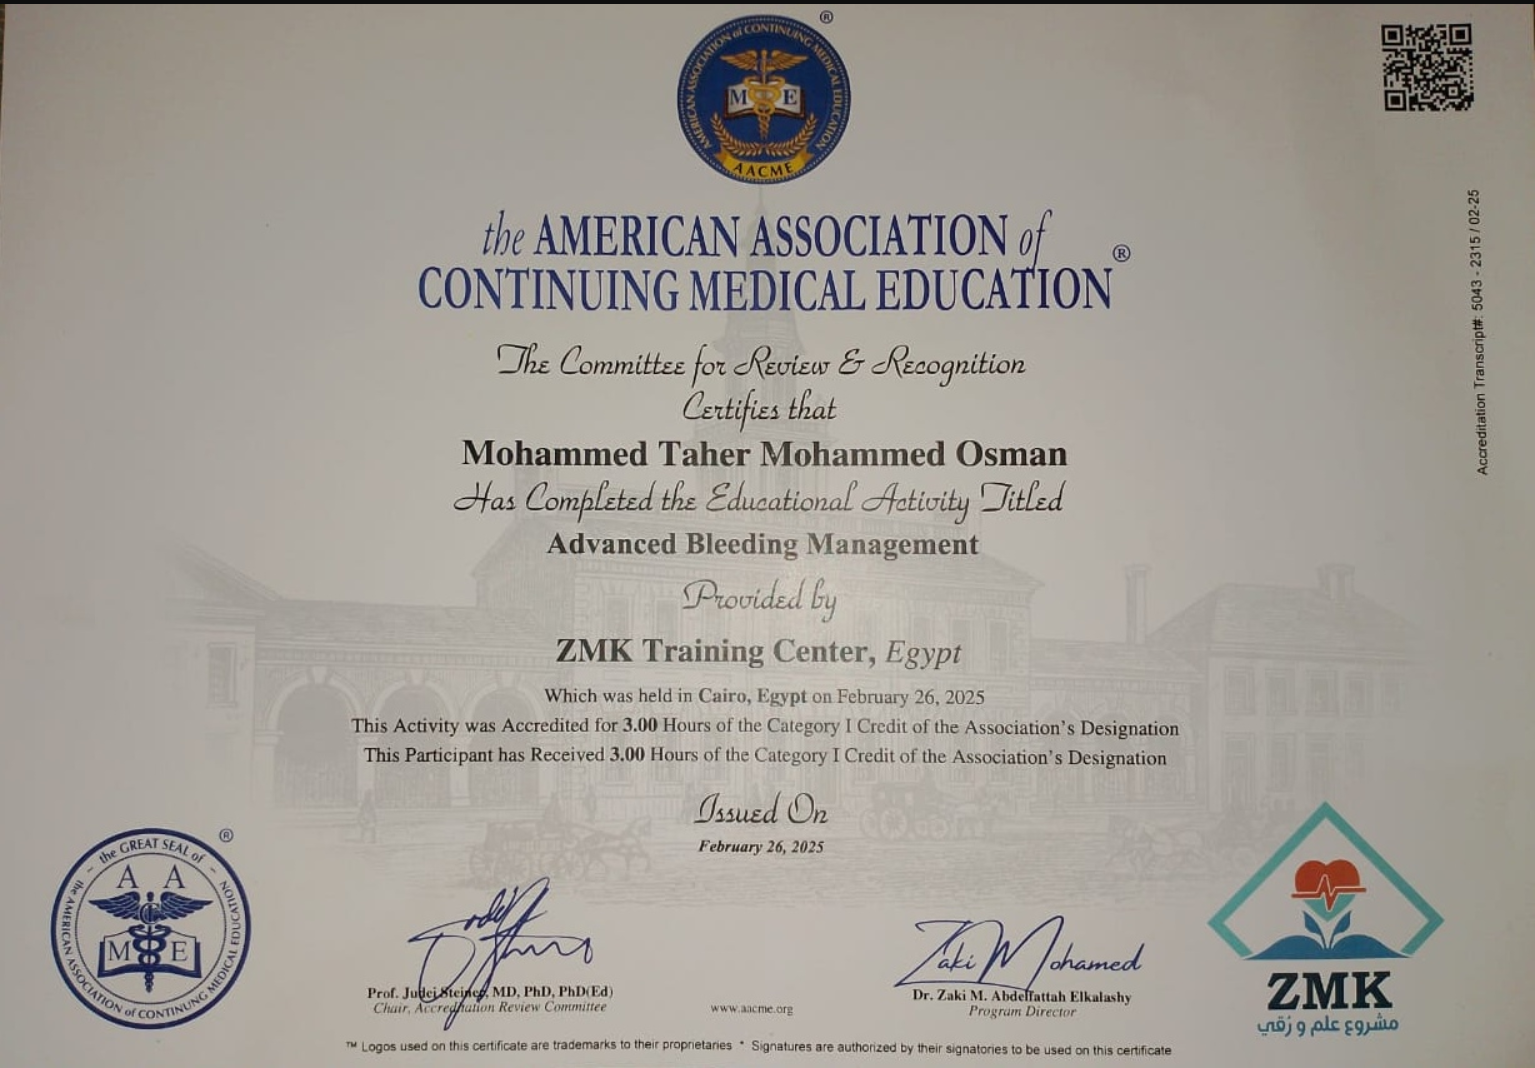 ®
AMERICAN ASSOCIATION of CONTINUING MEDICAL EDUCATION
M E
AACME
the AMERICAN ASSOCIATION of
CONTINUING MEDICAL EDUCATION®
Accreditation Transcript#: 5043 - 2315 / 02-25
The Committee for Review & Recognition
Certifies that
Mohammed Taher Mohammed Osman
Has Completed the Educational Activity Titled
Advanced Bleeding Management
Provided by
ZMK Training Center, Egypt
Which was held in Cairo, Egypt on February 26, 2025
This Activity was Accredited for 3.00 Hours of the Category I Credit of the Association's Designation
This Participant has Received 3.00 Hours of the Category I Credit of the Association's Designation
Issued On
February 26, 2025
®
the GREAT SEAL of
the AMERICAN ASSOCIATION of CONTINUNG MEDICAL EDUCATION
A A
C
M E
Zaki Mohamed
Prof. Judei Steiner, MD, PhD, PhD(Ed)
Chair, Accreditation Review Committee
www.aacme.org
Dr. Zaki M. Abdelfattah Elkalashy
Program Director
ZMK
مشروع علم و رُقي
™ Logos used on this certificate are trademarks to their proprietaries * Signatures are authorized by their signatories to be used on this certificate